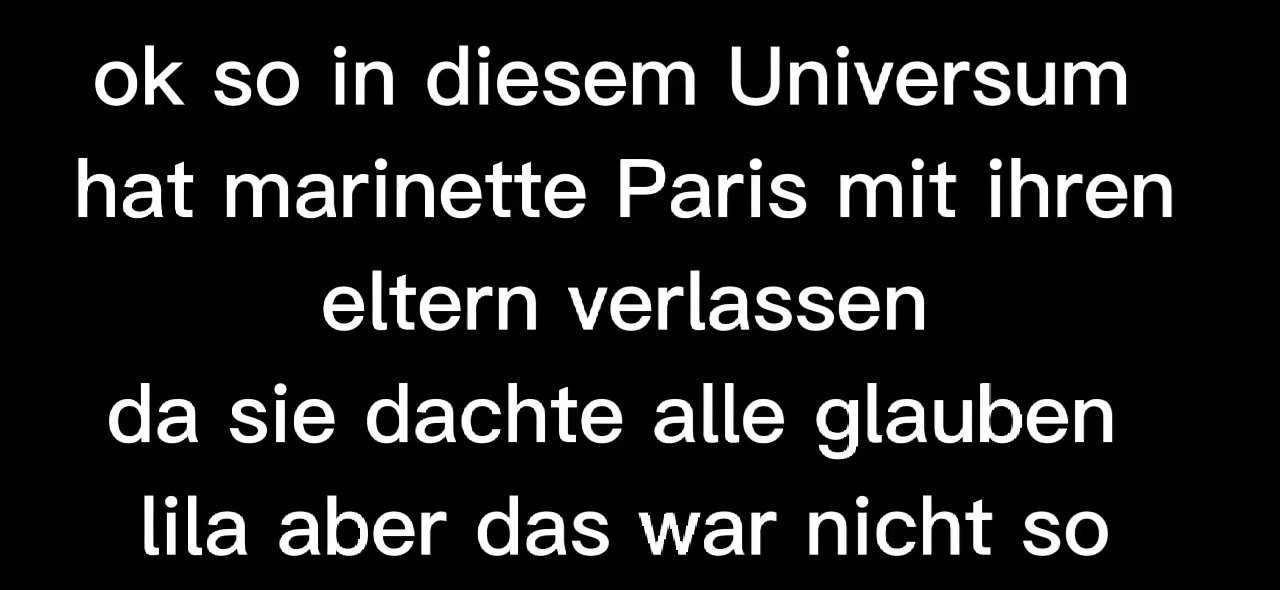 ok so in diesem Universum
hat marinette Paris mit ihren
eltern verlassen
da sie dachte alle glauben
lila aber das war nicht so